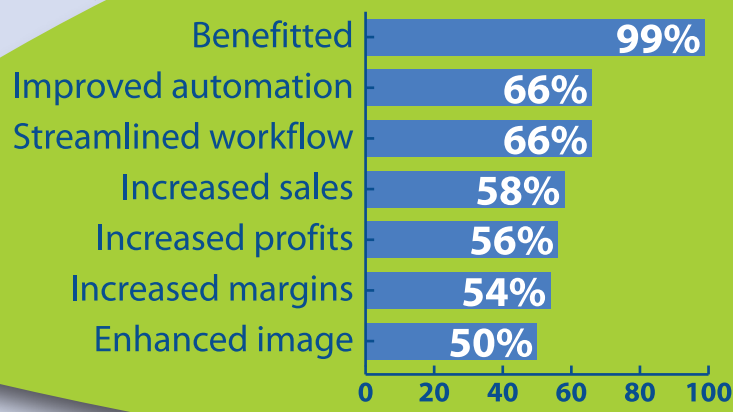 Benefitted 99%
Improved automation 66%
Streamlined workflow 66%
Increased sales 58%
Increased profits 56%
Increased margins 54%
Enhanced image 50%
0 20 40 60 80 100